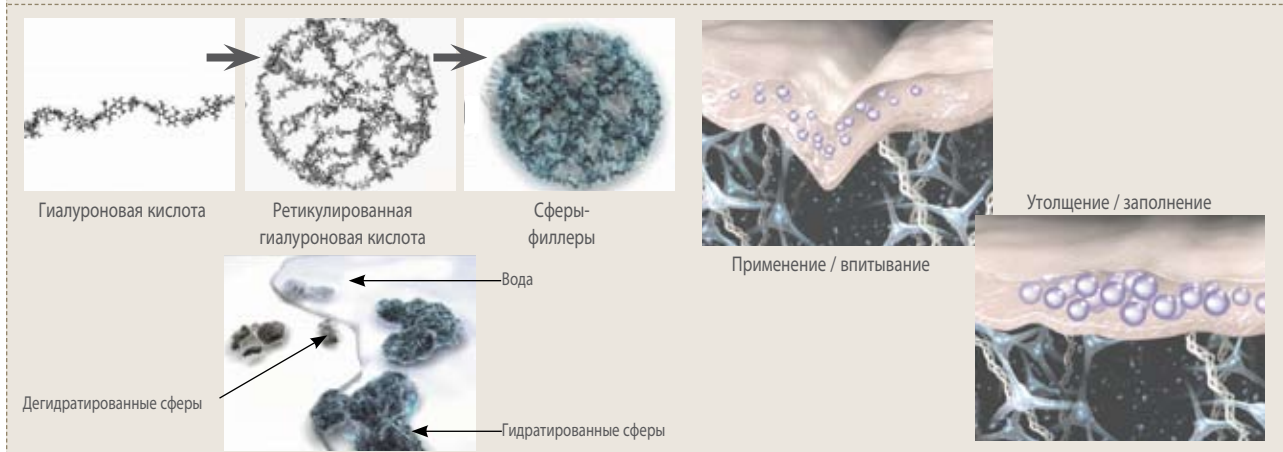 Гиалуроновая кислота
Ретикулированная
гиалуроновая кислота
Сферы-
филлеры
Применение / впитывание
Утолщение / заполнение
Вода
Дегидратированные сферы
Гидратированные сферы